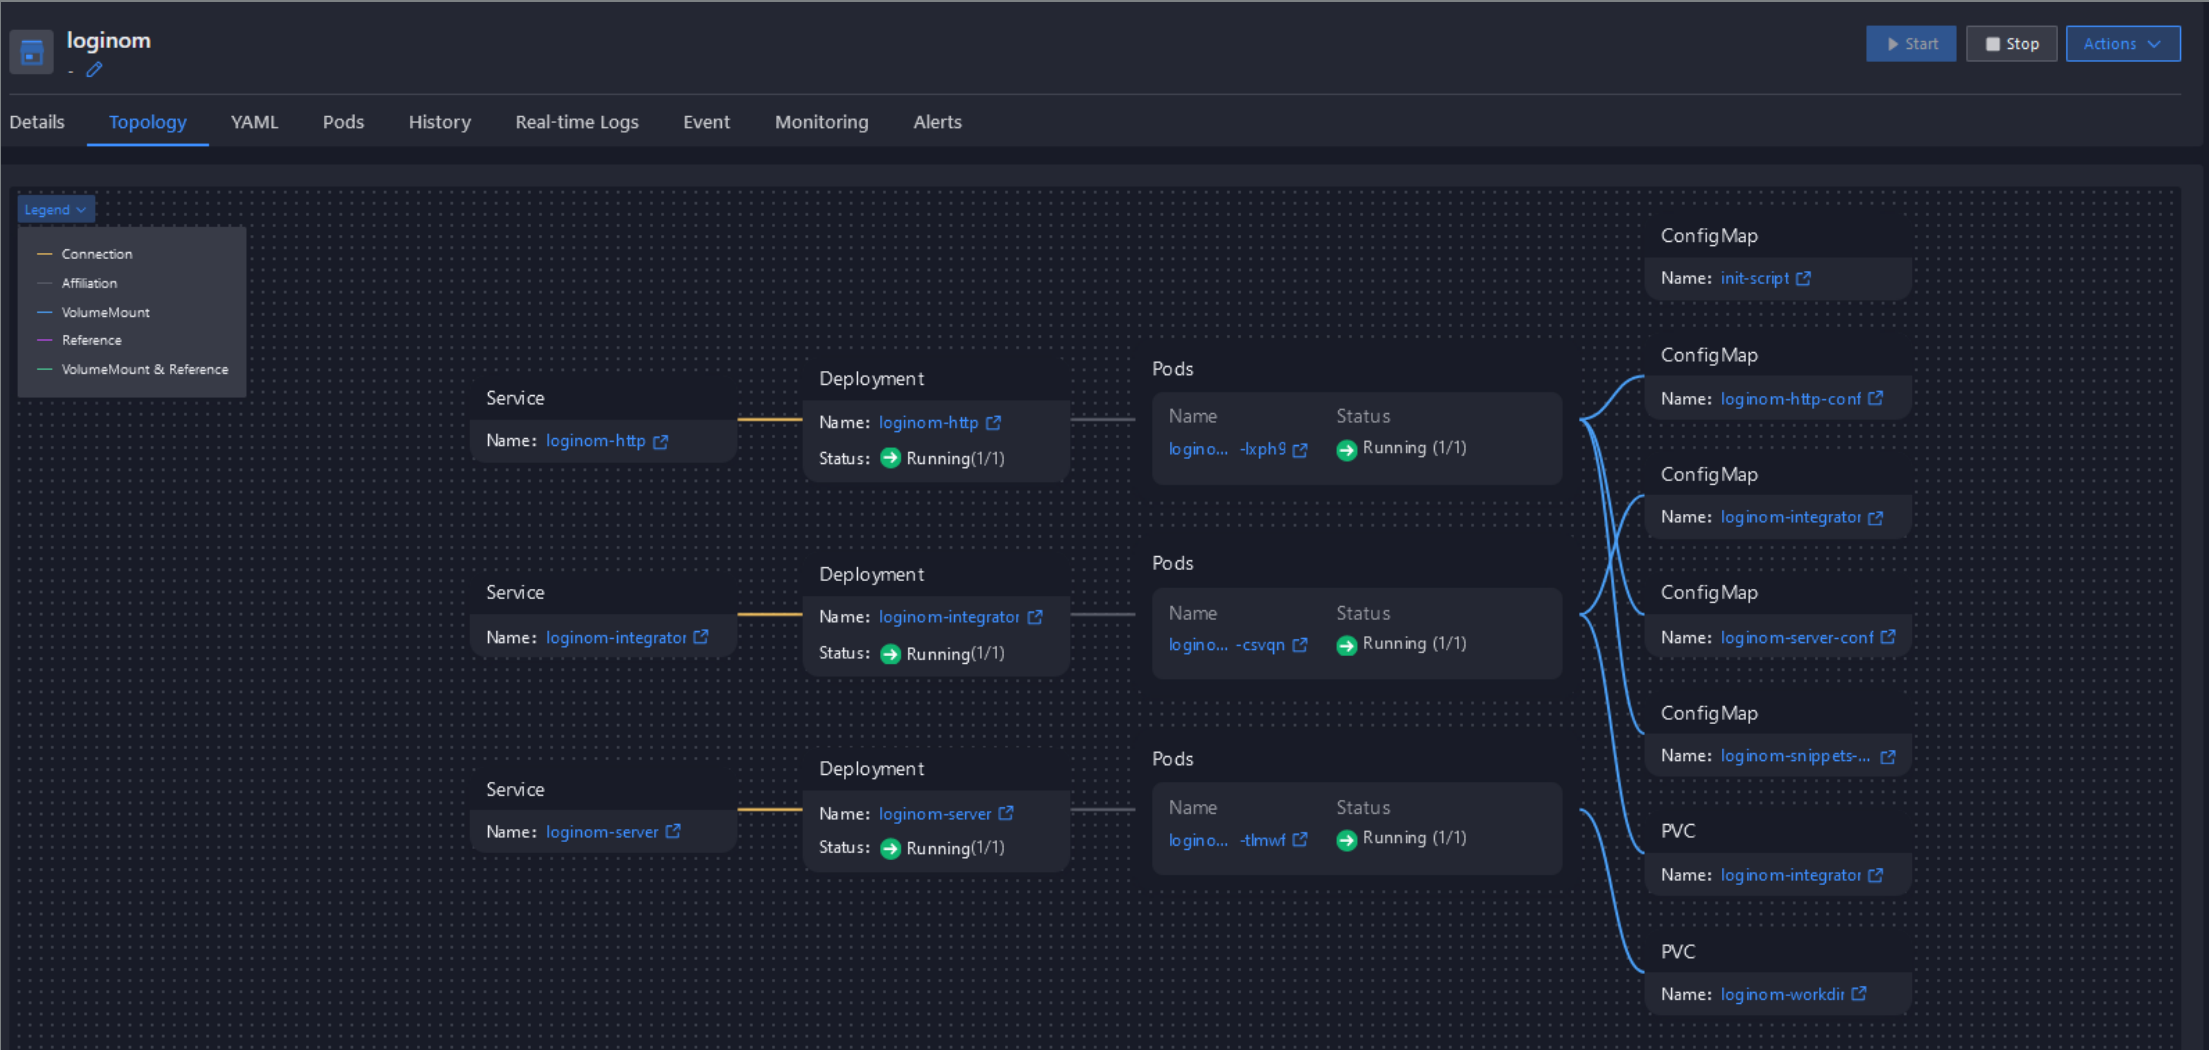 loginom
-
Start
Stop
Actions
Details
Topology
YAML
Pods
History
Real-time Logs
Event
Monitoring
Alerts
Legend
Connection
Affiliation
VolumeMount
Reference
VolumeMount & Reference
Service
Name: loginom-http
Deployment
Name: loginom-http
Status: Running(1/1)
Pods
Name Status
logino... -lxph9 Running (1/1)
Service
Name: loginom-integrator
Deployment
Name: loginom-integrator
Status: Running(1/1)
Pods
Name Status
logino... -csvqn Running (1/1)
Service
Name: loginom-server
Deployment
Name: loginom-server
Status: Running(1/1)
Pods
Name Status
logino... -tlmwf Running (1/1)
ConfigMap
Name: init-script
ConfigMap
Name: loginom-http-conf
ConfigMap
Name: loginom-integrator
ConfigMap
Name: loginom-server-conf
ConfigMap
Name: loginom-snippets-...
PVC
Name: loginom-integrator
PVC
Name: loginom-workdir